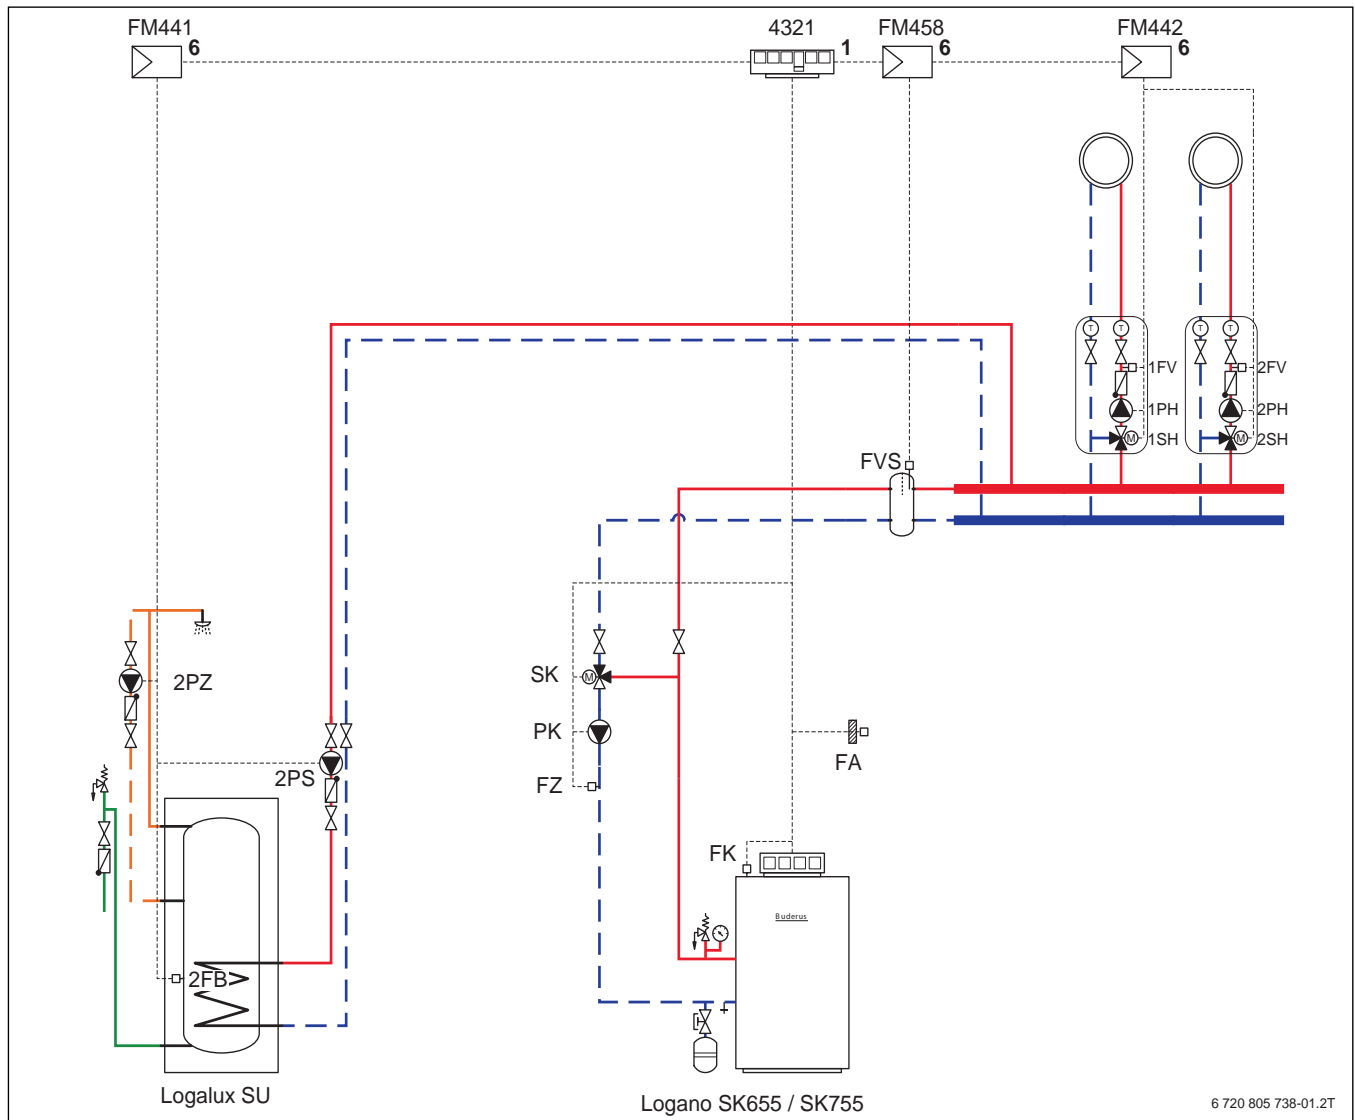 FM441
6
4321
1
FM458
6
FM442
6
T
T
T
T
1FV
2FV
1PH
2PH
M
1SH
M
2SH
FVS
SK
M
2PZ
PK
FA
2PS
FZ
FK
Buderus
2FB
Logalux SU
Logano SK655 / SK755
6 720 805 738-01.2T